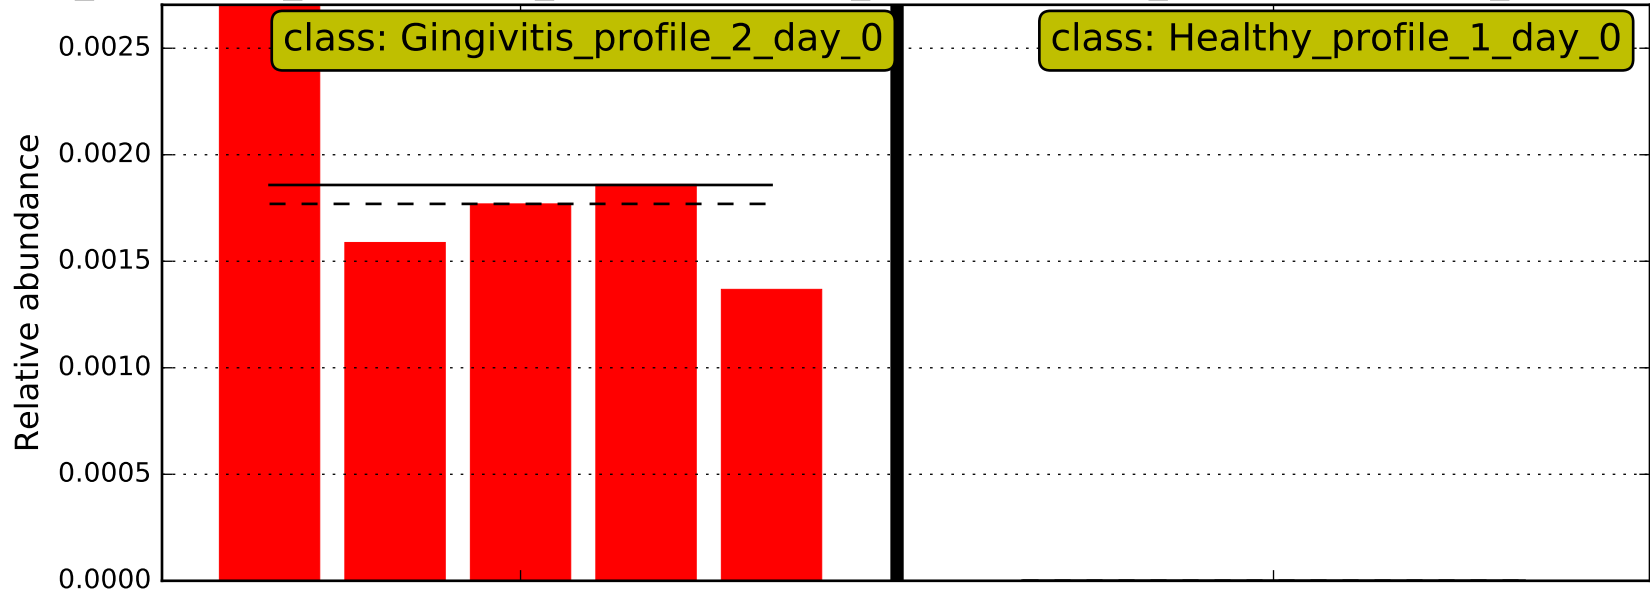 class: Gingivitis_profile_2_day_0
class: Healthy_profile_1_day_0
Relative abundance
0.0025
0.0020
0.0015
0.0010
0.0005
0.0000